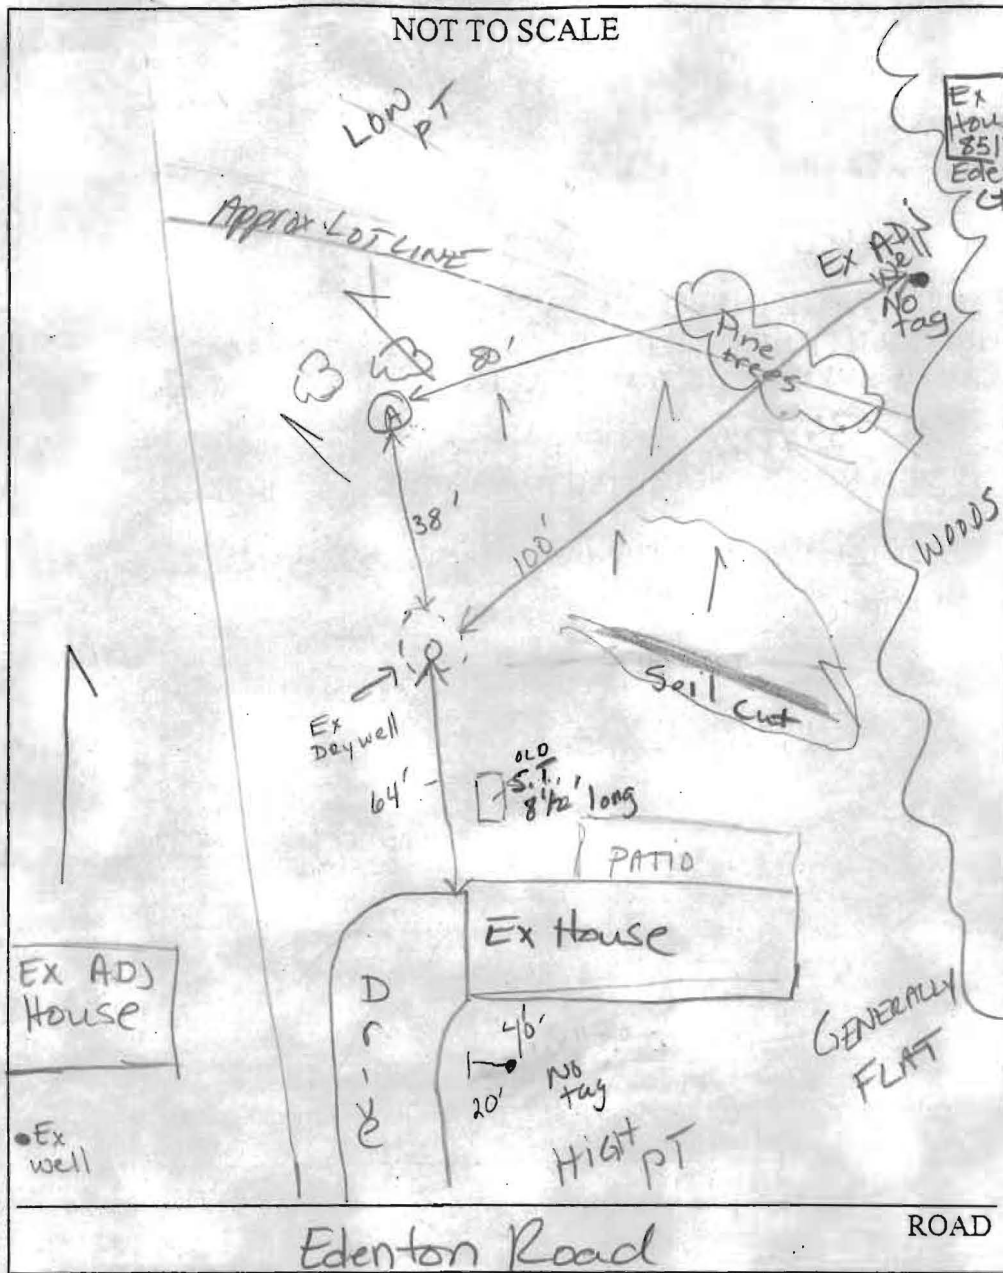 NOT TO SCALE
LOW
PT
Ex
Hou
851
Ede
Approx LOT LINE
Ex ADJ
We
No
tag
Pine
trees
80'
A
38'
100'
WOODS
Soil
Cut
Ex
Drywell
64'
OLD
S.T.
8 1/2' long
PATIO
Ex House
Ex ADJ
House
Drive
20'
No
tag
GENERALLY
FLAT
HIGH
PT
Ex
well
ROAD
Edenton Road